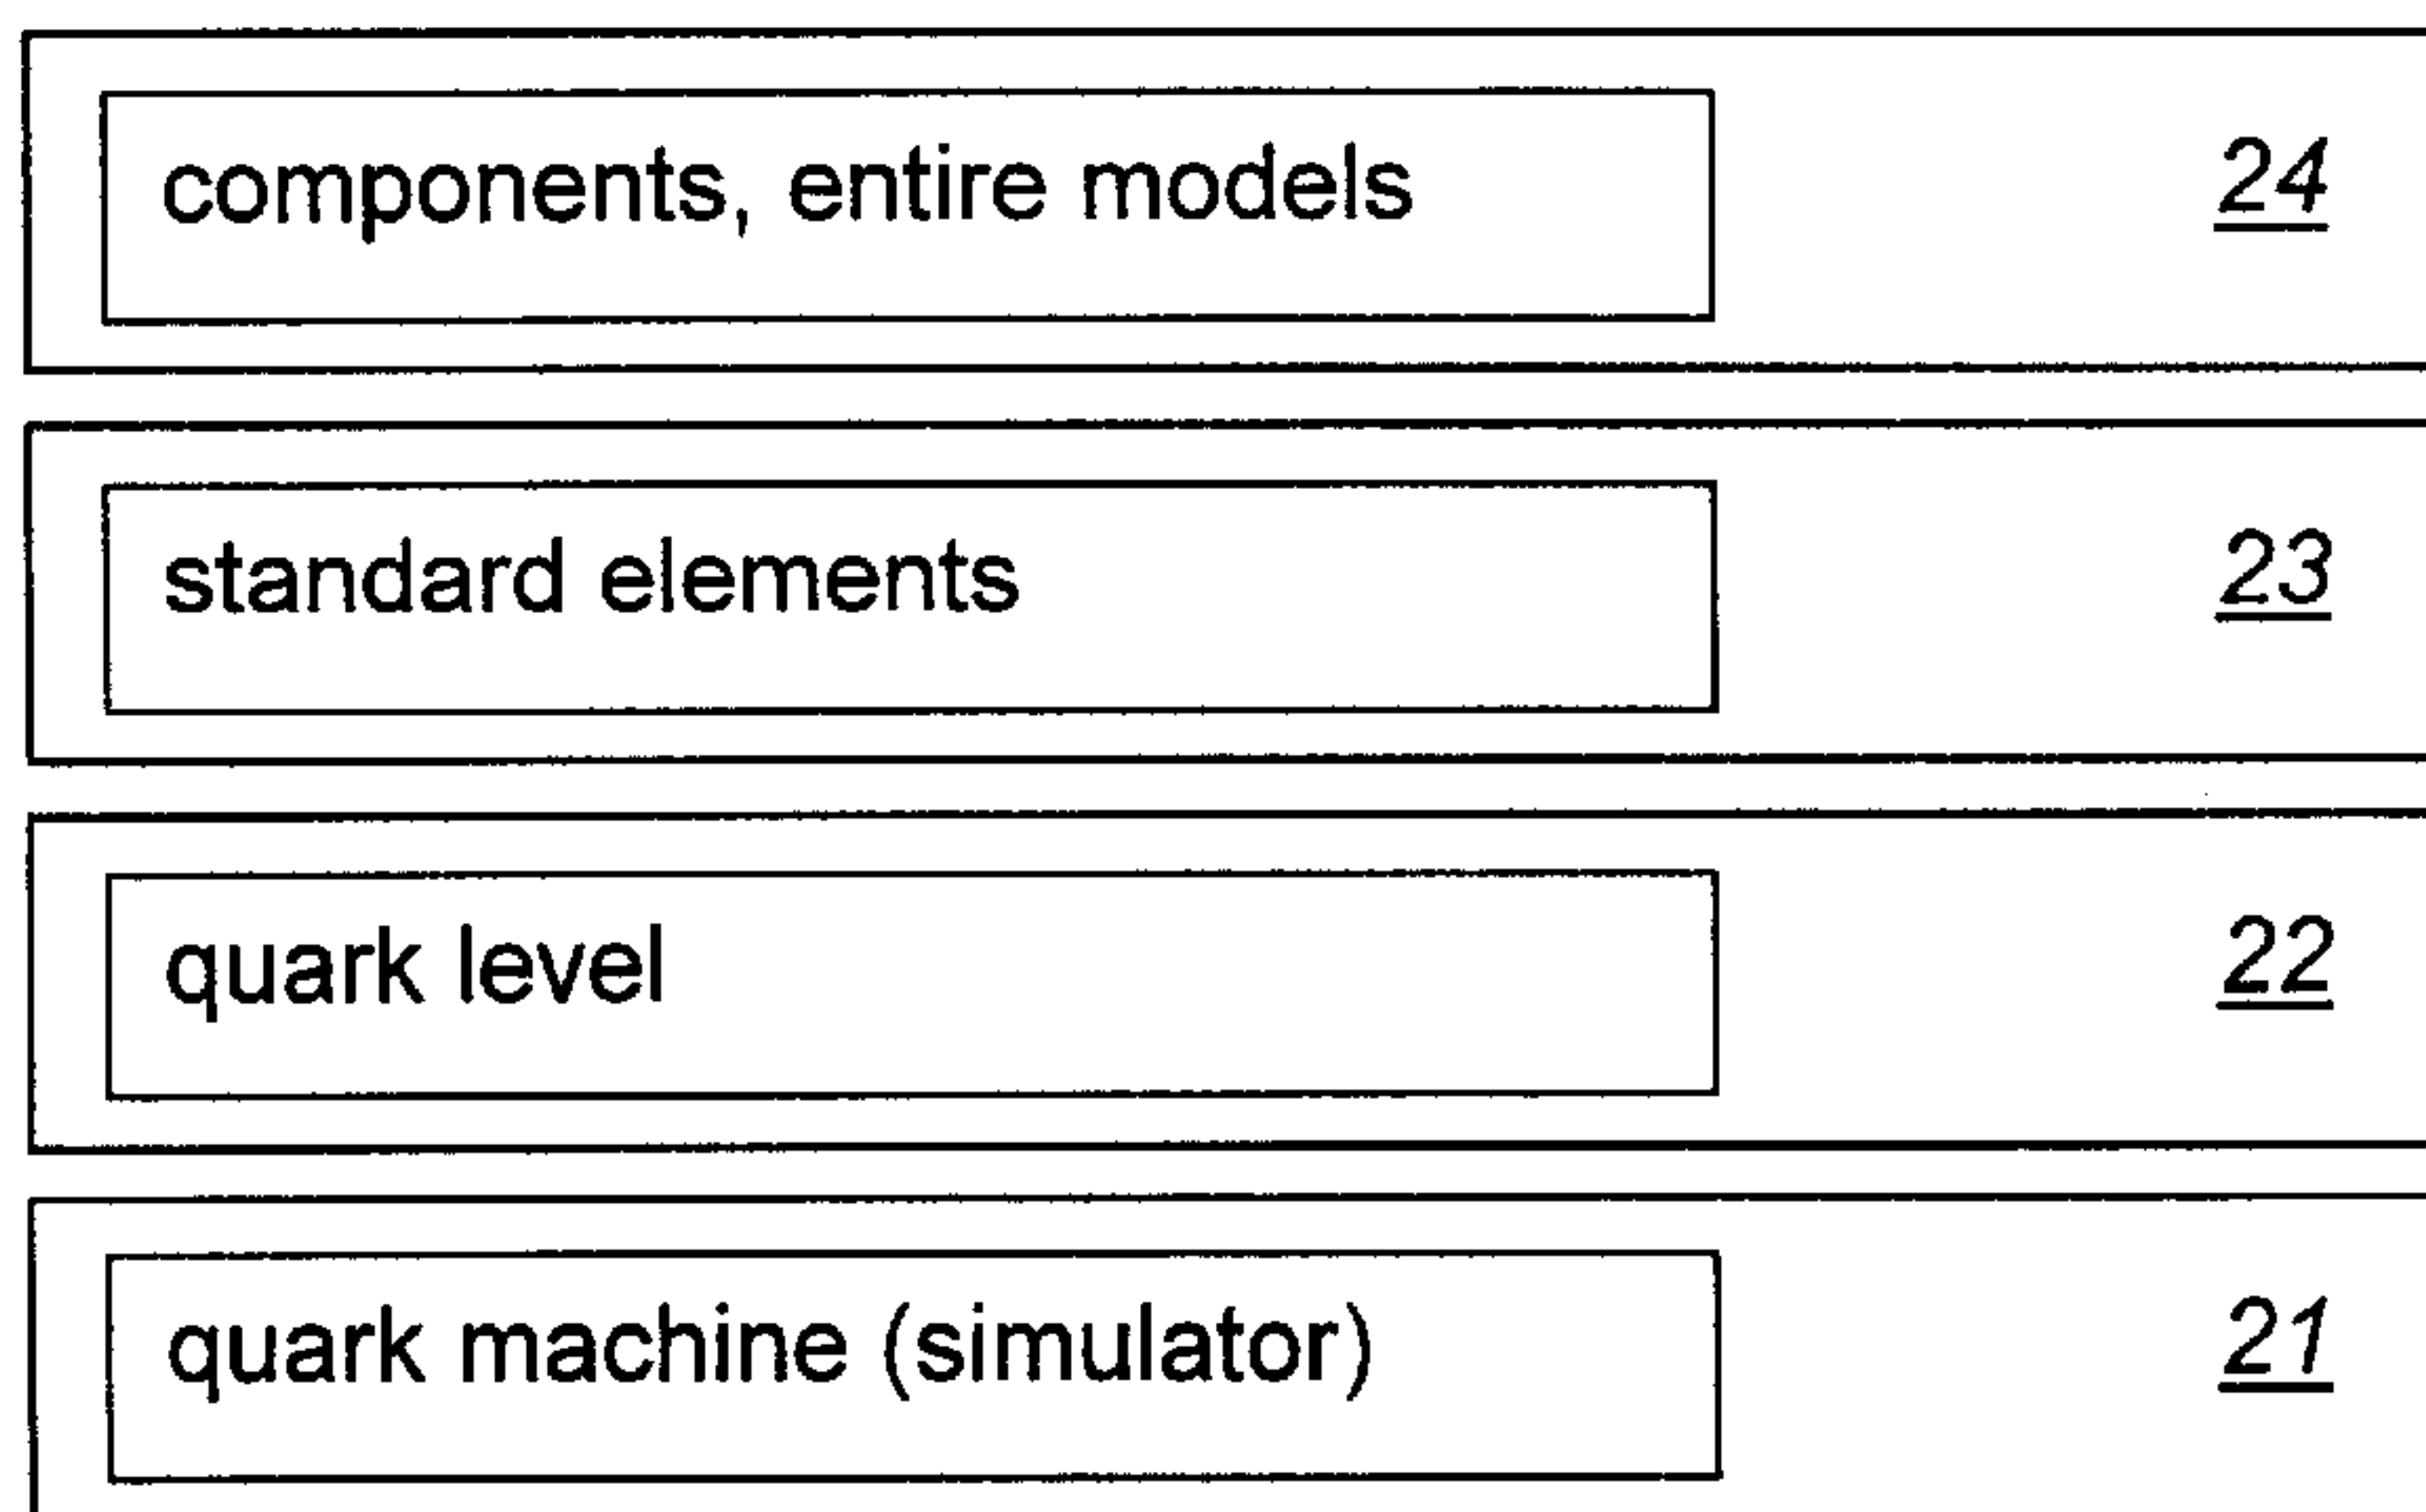 components, entire models 24
standard elements 23
quark level 22
quark machine (simulator) 21